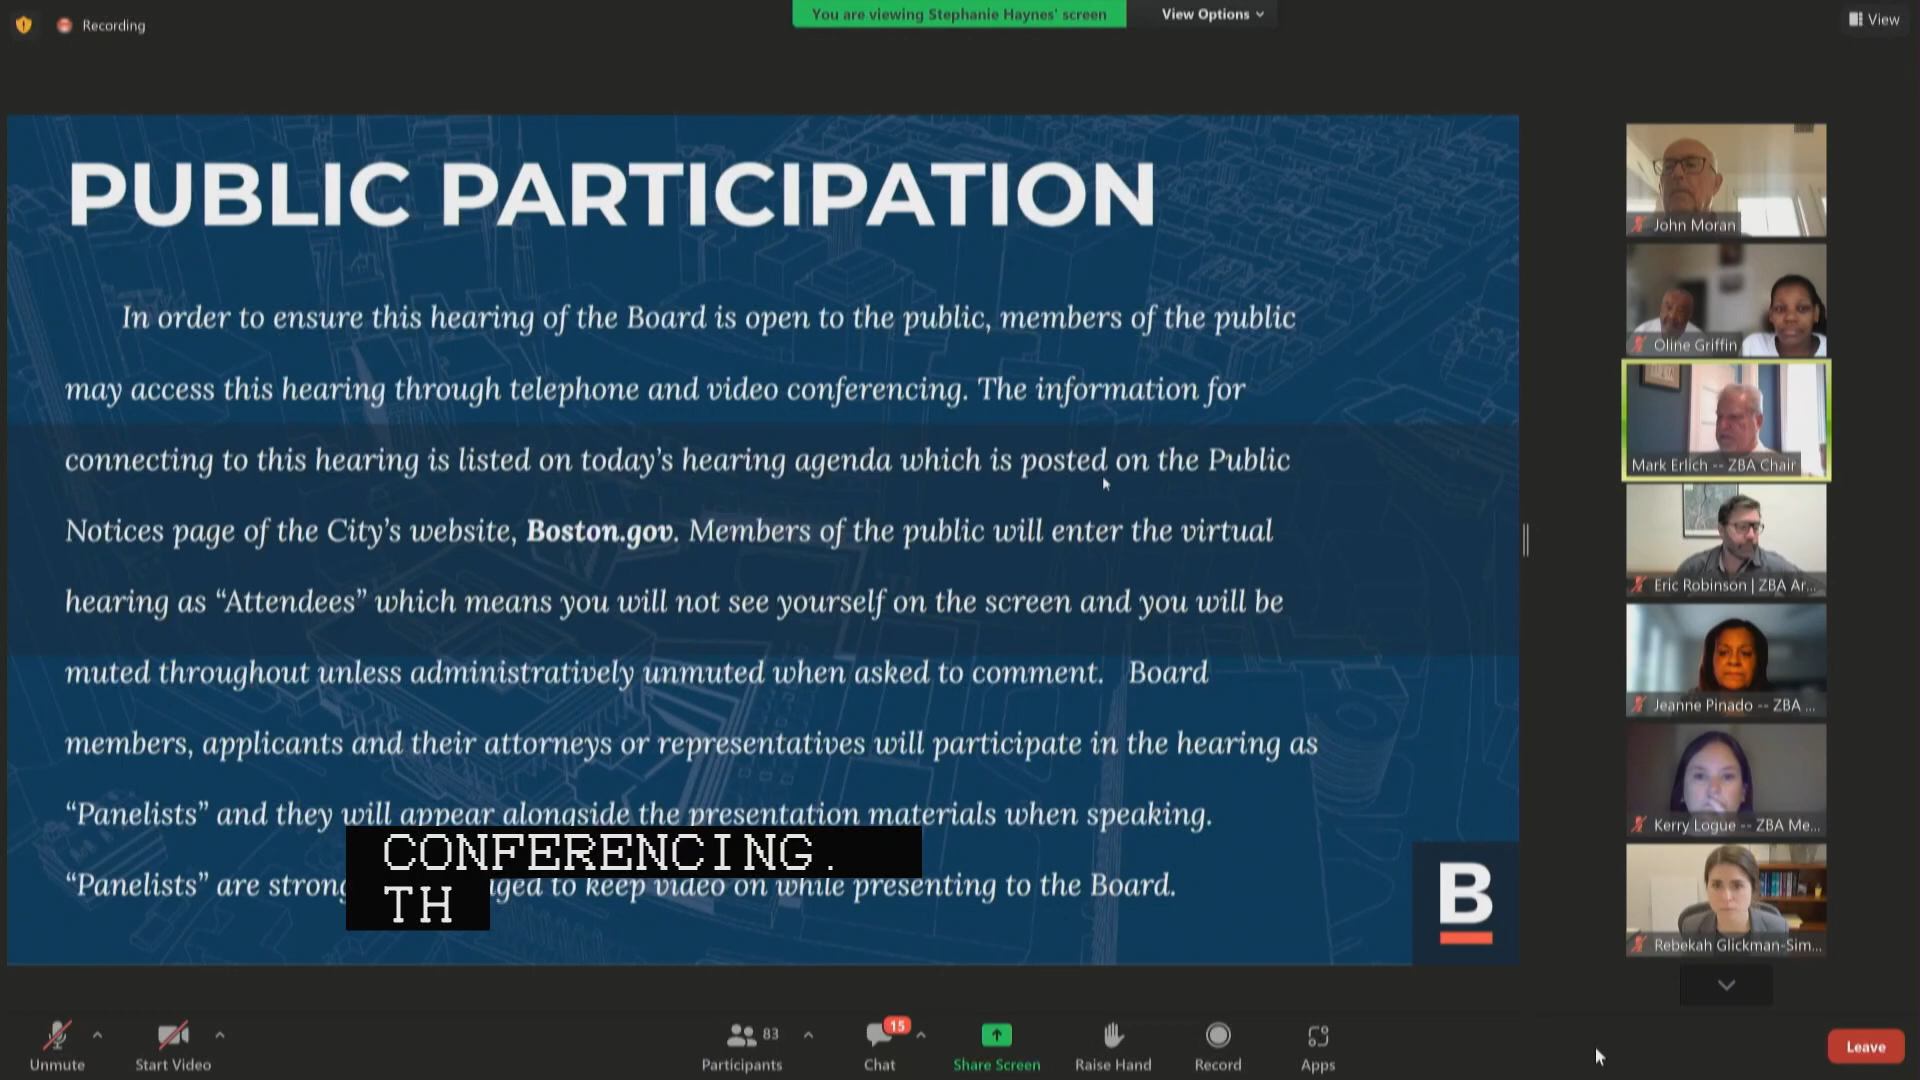 Recording
You are viewing Stephanie Haynes' screen
View Options
View
PUBLIC PARTICIPATION
In order to ensure this hearing of the Board is open to the public, members of the public
may access this hearing through telephone and video conferencing. The information for
connecting to this hearing is listed on today's hearing agenda which is posted on the Public
Notices page of the City's website, Boston.gov. Members of the public will enter the virtual
hearing as “Attendees” which means you will not see yourself on the screen and you will be
muted throughout unless administratively unmuted when asked to comment. Board
members, applicants and their attorneys or representatives will participate in the hearing as
“Panelists” and they will appear alongside the presentation materials when speaking.
“Panelists” are strong ged to keep video on while presenting to the Board.
CONFERENCING.
TH
B
John Moran
Oline Griffin
Mark Erlich -- ZBA Chair
Eric Robinson | ZBA Ar...
Jeanne Pinado -- ZBA ...
Kerry Logue -- ZBA Me...
Rebekah Glickman-Sim...
Unmute
Start Video
83
Participants
15
Chat
Share Screen
Raise Hand
Record
Apps
Leave